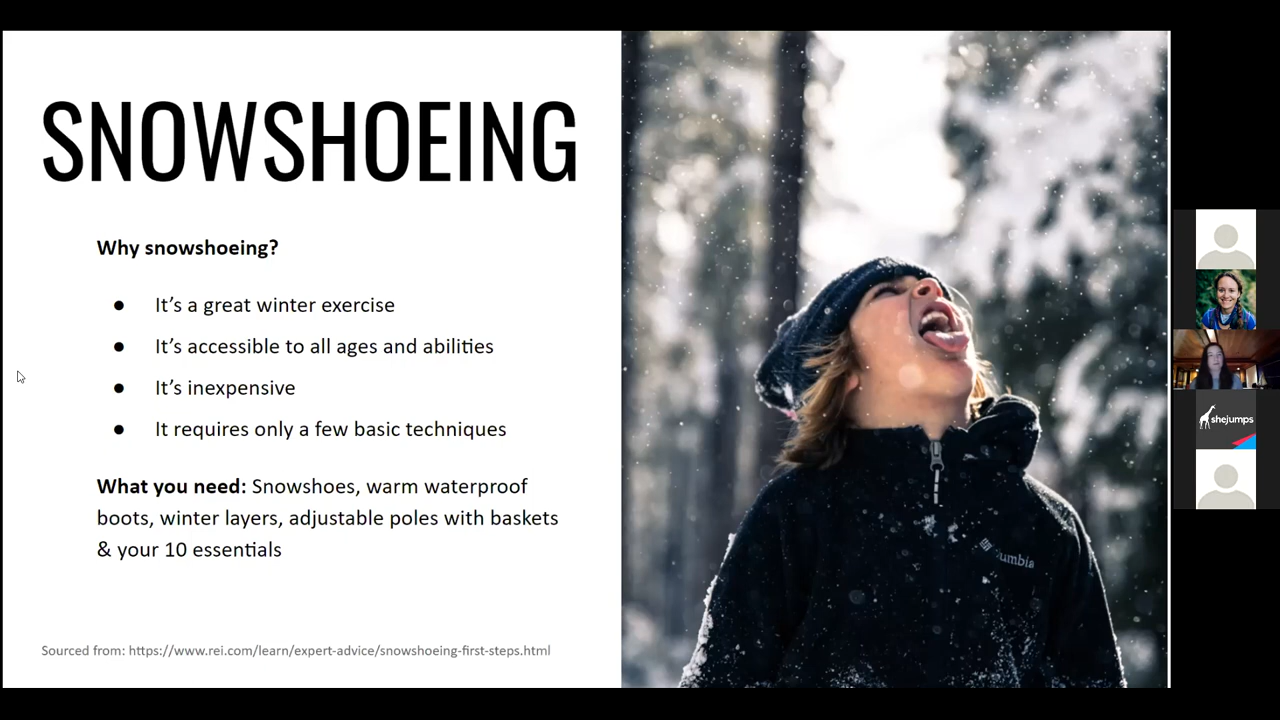 SNOWSHOEING
Why snowshoeing?
● It’s a great winter exercise
● It’s accessible to all ages and abilities
● It’s inexpensive
● It requires only a few basic techniques
What you need: Snowshoes, warm waterproof
boots, winter layers, adjustable poles with baskets
& your 10 essentials
Sourced from: https://www.rei.com/learn/expert-advice/snowshoeing-first-steps.html
umbia
shejumps